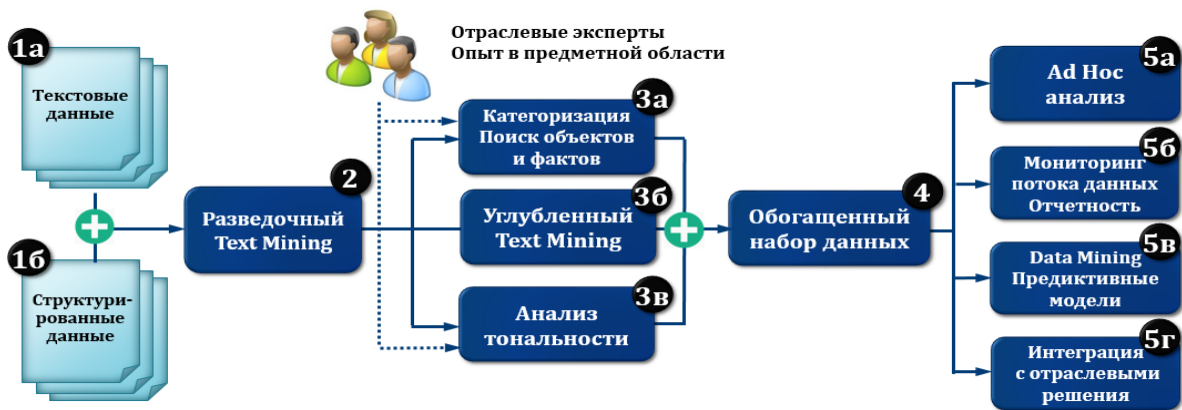 1а
Текстовые
данные
1б
Структури-
рованные
данные
2
Разведочный
Text Mining
Отраслевые эксперты
Опыт в предметной области
3а
Категоризация
Поиск объектов
и фактов
3б
Углубленный
Text Mining
3в
Анализ
тональности
4
Обогащенный
набор данных
5а
Ad Hoc
анализ
5б
Мониторинг
потока данных
Отчетность
5в
Data Mining
Предиктивные
модели
5г
Интеграция
с отраслевыми
решения